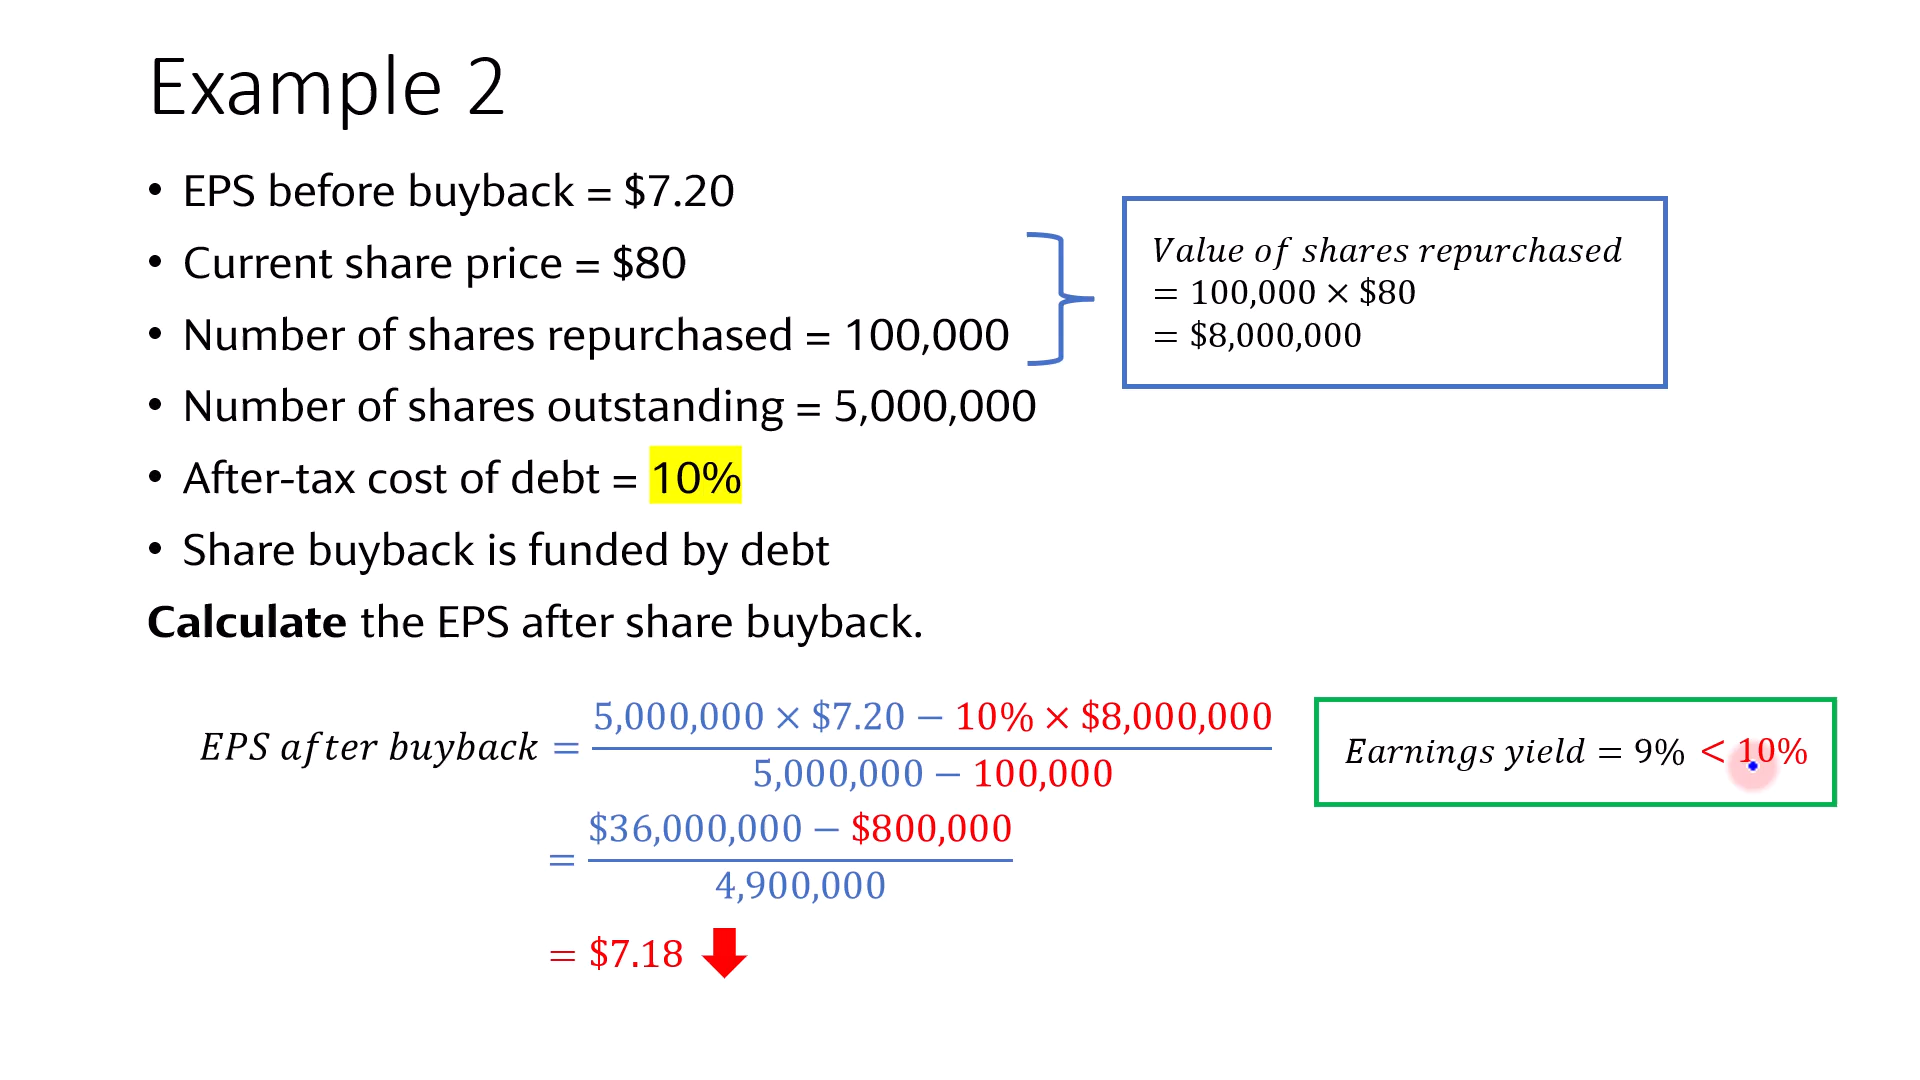 Example 2
• EPS before buyback = $7.20
• Current share price = $80
• Number of shares repurchased = 100,000
• Number of shares outstanding = 5,000,000
• After-tax cost of debt = 10%
• Share buyback is funded by debt
Calculate the EPS after share buyback.
Value of shares repurchased
= 100,000 × $80
= $8,000,000
EPS after buyback = 5,000,000 × $7.20 − 10% × $8,000,000
5,000,000 − 100,000
= $36,000,000 − $800,000
4,900,000
= $7.18
Earnings yield = 9% < 10%